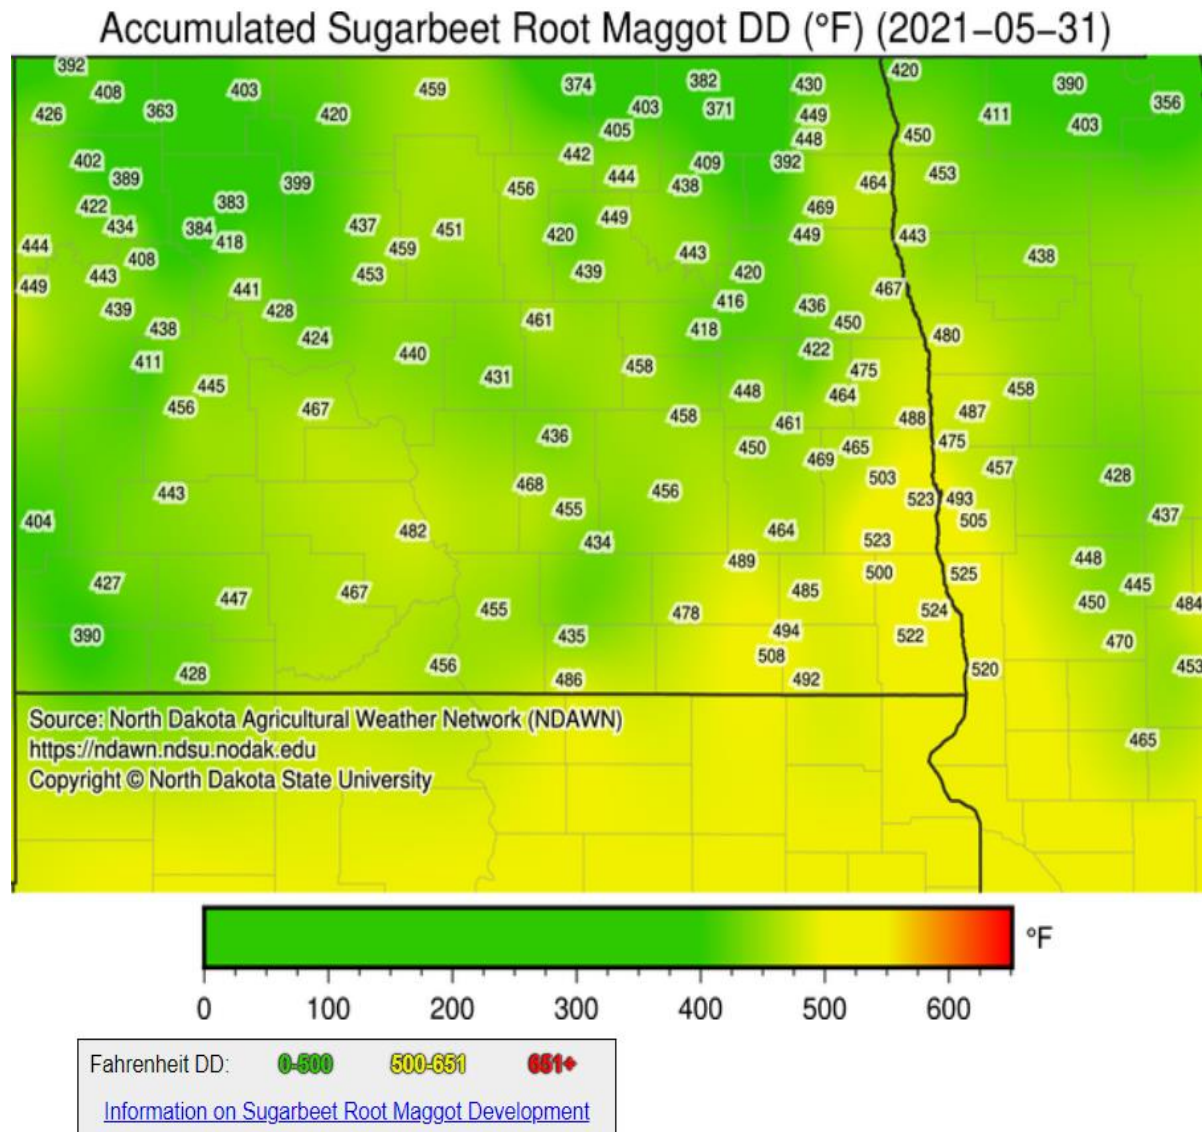 Accumulated Sugarbeet Root Maggot DD (°F) (2021-05-31)
392
420
408 403 459 374 382 430 390
426 363 420 403 371 449 411 356
405 448 450 403
402 442 409 392
389 399 456 444 438 464 453
422 383 449 469
434 384 437 451 420 449 443
444 418 459 443 438
408
449 443 441 453 439 420 467
439 428 461 416 436
438 424 418 450 480
411 440 458 422
445 431 448 475 458
456 467 458 461 464 488 487
436 450 465 475
443 468 456 469 503 457 428
404 455 523 493
482 434 464 523 505 437
489 448
427 447 467 485 500 525 445
455 478 524 450 484
390 435 494 522 470
428 456 486 508 492 520 453
Source: North Dakota Agricultural Weather Network (NDAWN)
https://ndawn.ndsu.nodak.edu 465
Copyright © North Dakota State University
°F
0 100 200 300 400 500 600
Fahrenheit DD: 0-500 500-651 651+
Information on Sugarbeet Root Maggot Development